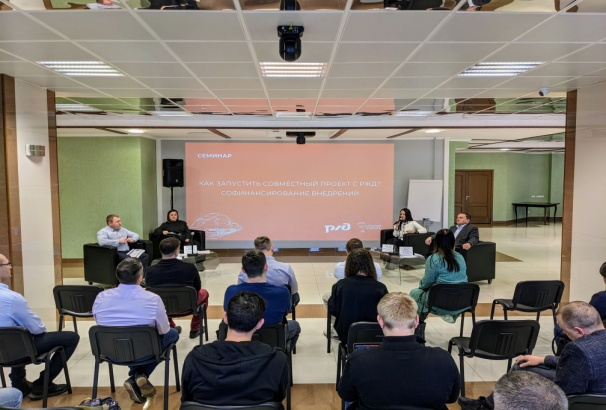 СЕМИНАР
КАК ЗАПУСТИТЬ СОВМЕСТНЫЙ ПРОЕКТ С РЖД?
СОФИНАНСИРОВАНИЕ ВНЕДРЕНИЙ
РЖД